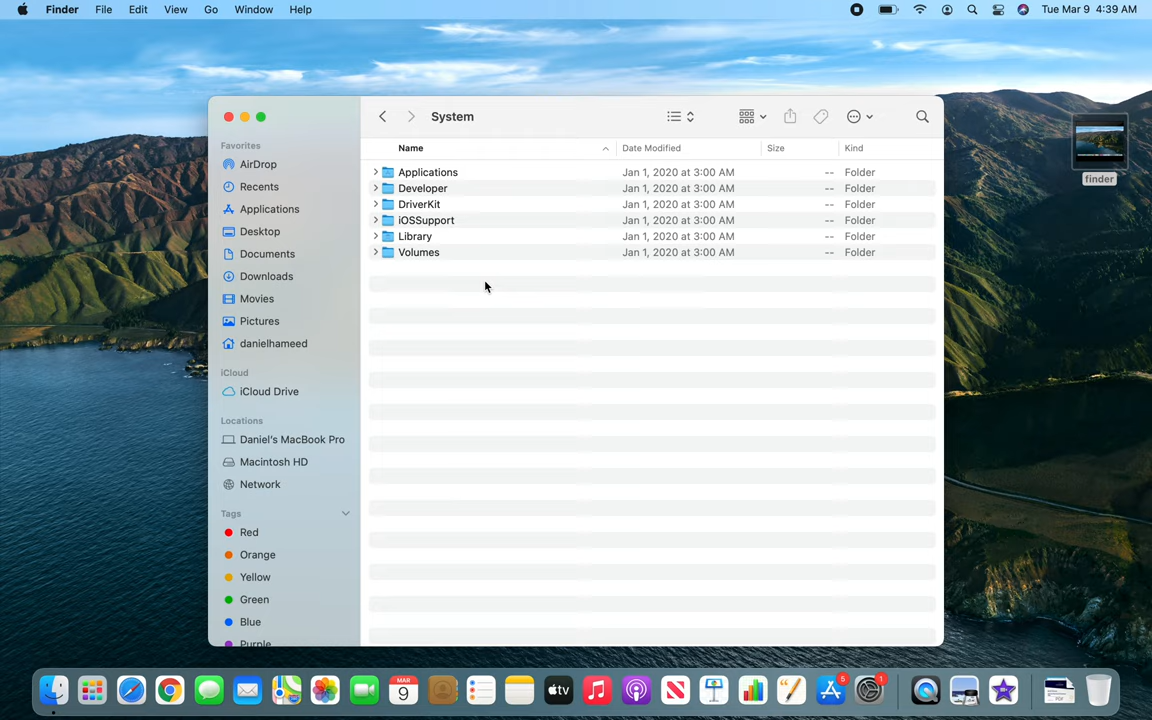 Finder File Edit View Go Window Help Tue Mar 9 4:39 AM
System
Name Date Modified Size Kind
Applications Jan 1, 2020 at 3:00 AM -- Folder
Developer Jan 1, 2020 at 3:00 AM -- Folder
DriverKit Jan 1, 2020 at 3:00 AM -- Folder
iOSSupport Jan 1, 2020 at 3:00 AM -- Folder
Library Jan 1, 2020 at 3:00 AM -- Folder
Volumes Jan 1, 2020 at 3:00 AM -- Folder
Favorites
AirDrop
Recents
Applications
Desktop
Documents
Downloads
Movies
Pictures
danielhameed
iCloud
iCloud Drive
Locations
Daniel's MacBook Pro
Macintosh HD
Network
Tags
Red
Orange
Yellow
Green
Blue
Purple
finder
MAR
9
tv
5
1